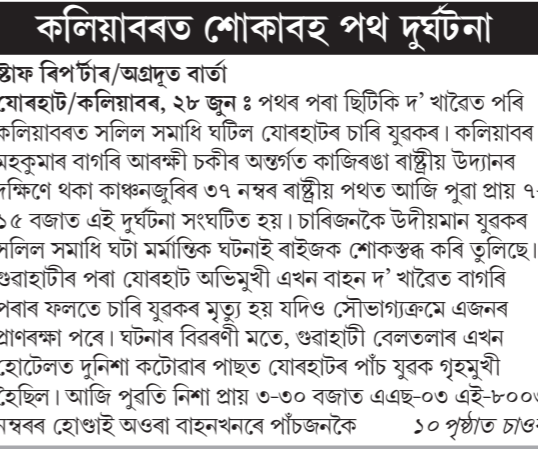 কলিয়াবৰত শোকাবহ পথ দুৰ্ঘটনা
ষ্টাফ ৰিপৰ্টাৰ/অগ্ৰদূত বাৰ্তা
যোৰহাট/কলিয়াবৰ, ২৮ জুন ঃ পথৰ পৰা ছিটিকি দ’ খাৱৈত পৰি
কলিয়াবৰত সলিল সমাধি ঘটিল যোৰহাটৰ চাৰি যুৱকৰ। কলিয়াবৰ
মহকুমাৰ বাগৰি আৰক্ষী চকীৰ অন্তৰ্গত কাজিৰঙা ৰাষ্ট্ৰীয় উদ্যানৰ
দক্ষিণে থকা কাঞ্চনজুৰিৰ ৩৭ নম্বৰ ৰাষ্ট্ৰীয় পথত আজি পুৱা প্ৰায় ৭-
১৫ বজাত এই দুৰ্ঘটনা সংঘটিত হয়। চাৰিজনকৈ উদীয়মান যুৱকৰ
সলিল সমাধি ঘটা মৰ্মান্তিক ঘটনাই ৰাইজক শোকস্তব্ধ কৰি তুলিছে।
গুৱাহাটীৰ পৰা যোৰহাট অভিমুখী এখন বাহন দ’ খাৱৈত বাগৰি
পৰাৰ ফলতে চাৰি যুৱকৰ মৃত্যু হয় যদিও সৌভাগ্যক্ৰমে এজনৰ
প্ৰাণৰক্ষা পৰে। ঘটনাৰ বিৱৰণী মতে, গুৱাহাটী বেলতলাৰ এখন
হোটেলত দুনিশা কটোৱাৰ পাছত যোৰহাটৰ পাঁচ যুৱক গৃহমুখী
হৈছিল। আজি পুৱতি নিশা প্ৰায় ৩-৩০ বজাত এএছ-০৩ এই-৮০০৩
নম্বৰৰ হোণ্ডাই অওৰা বাহনখনৰে পাঁচজনকৈ ১০ পৃষ্ঠাত চাওক